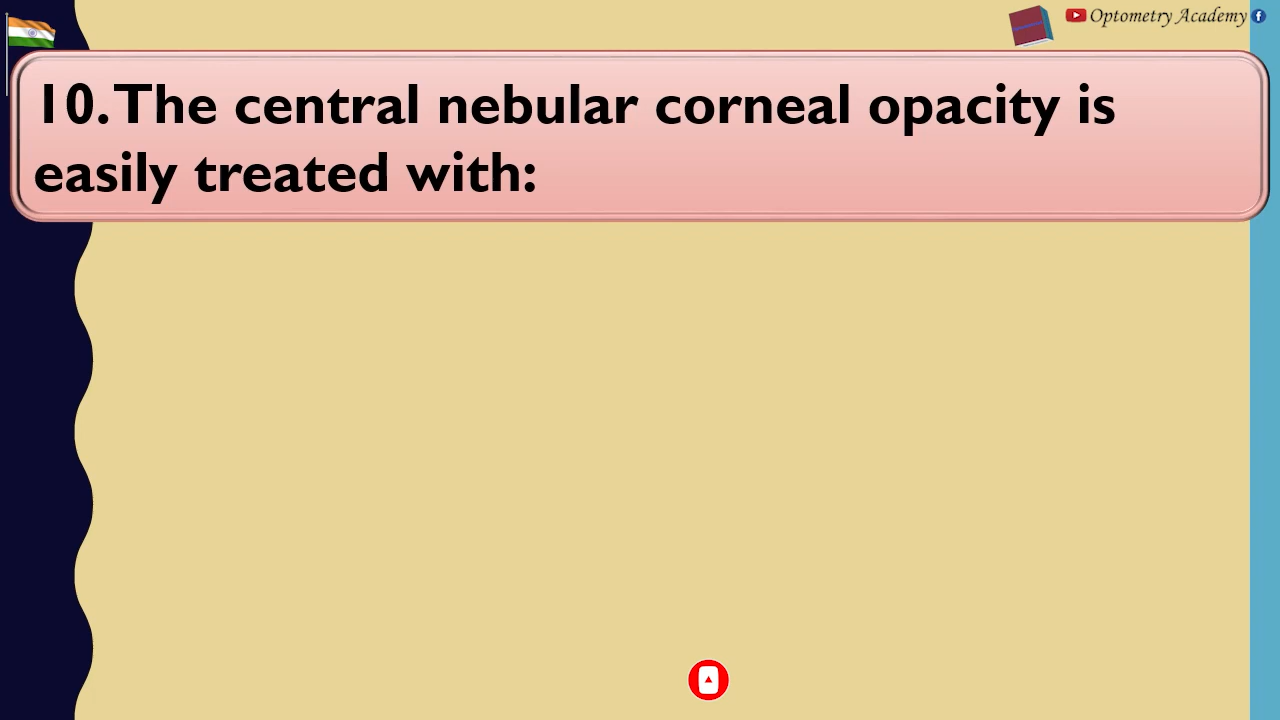 Optometry Academy
10. The central nebular corneal opacity is
easily treated with: